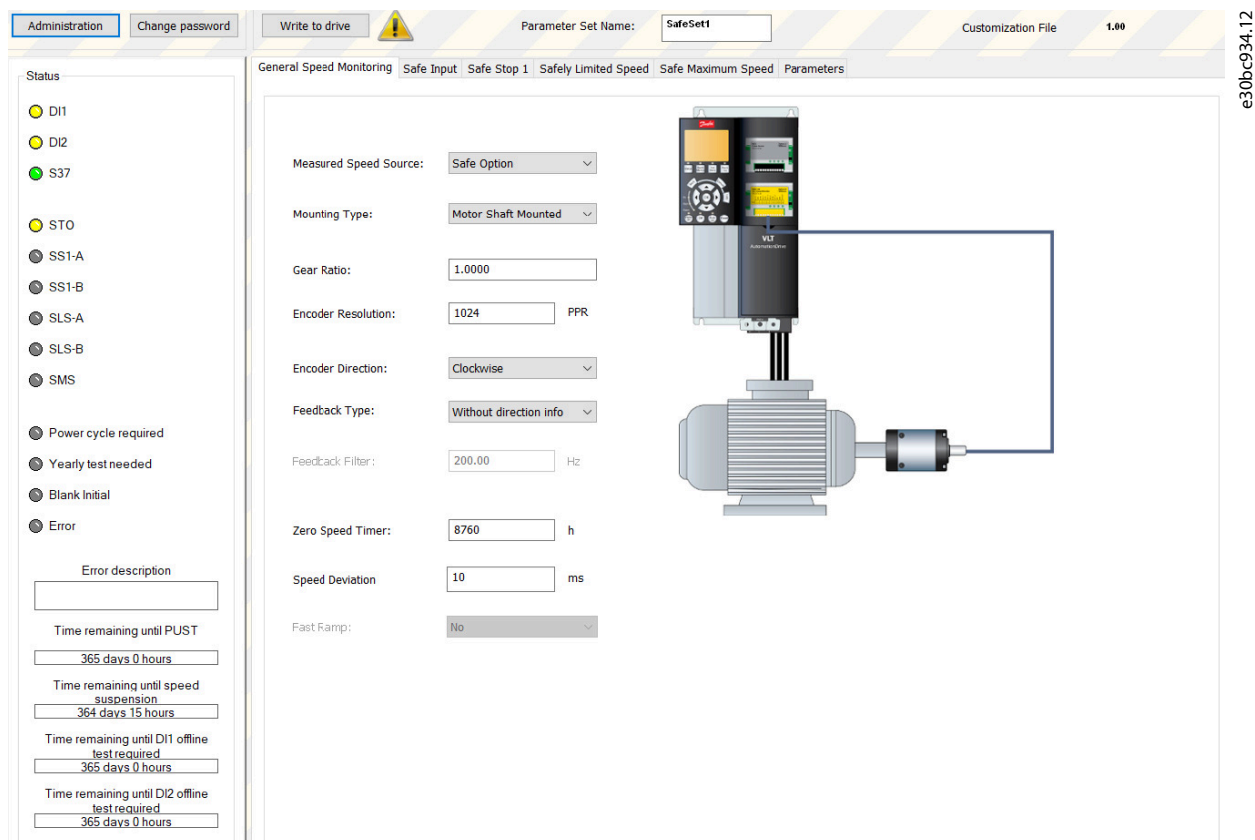 Administration
Change password
Write to drive
Parameter Set Name:
SafeSet1
Customization File
1.00
e30bc934.12
Status
DI1
DI2
S37
STO
SS1-A
SS1-B
SLS-A
SLS-B
SMS
Power cycle required
Yearly test needed
Blank Initial
Error
Error description
Time remaining until PUST
365 days 0 hours
Time remaining until speed
suspension
364 days 15 hours
Time remaining until DI1 offline
test required
365 days 0 hours
Time remaining until DI2 offline
test required
365 days 0 hours
General Speed Monitoring
Safe Input
Safe Stop 1
Safely Limited Speed
Safe Maximum Speed
Parameters
Measured Speed Source:
Safe Option
Mounting Type:
Motor Shaft Mounted
Gear Ratio:
1.0000
Encoder Resolution:
1024
PPR
Encoder Direction:
Clockwise
Feedback Type:
Without direction info
Feedback Filter:
200.00
Hz
Zero Speed Timer:
8760
h
Speed Deviation
10
ms
Fast Ramp:
No
Danfoss
VLT
AutomationDrive